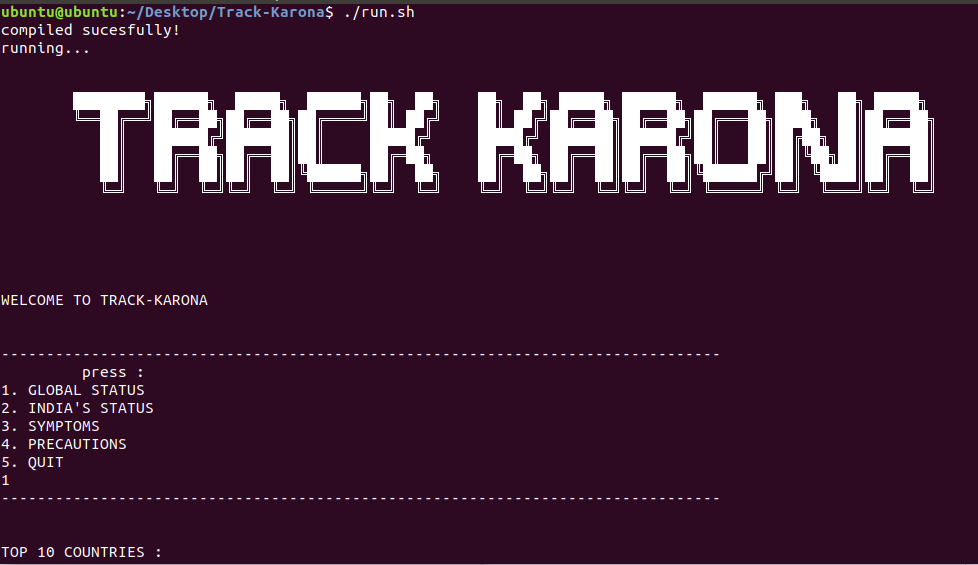 ubuntu@ubuntu:~/Desktop/Track-Karona$ ./run.sh
compiled sucesfully!
running...
TRACK KARONA
WELCOME TO TRACK-KARONA
--------------------------------------------------------------------------------
press :
1. GLOBAL STATUS
2. INDIA'S STATUS
3. SYMPTOMS
4. PRECAUTIONS
5. QUIT
1
--------------------------------------------------------------------------------
TOP 10 COUNTRIES :